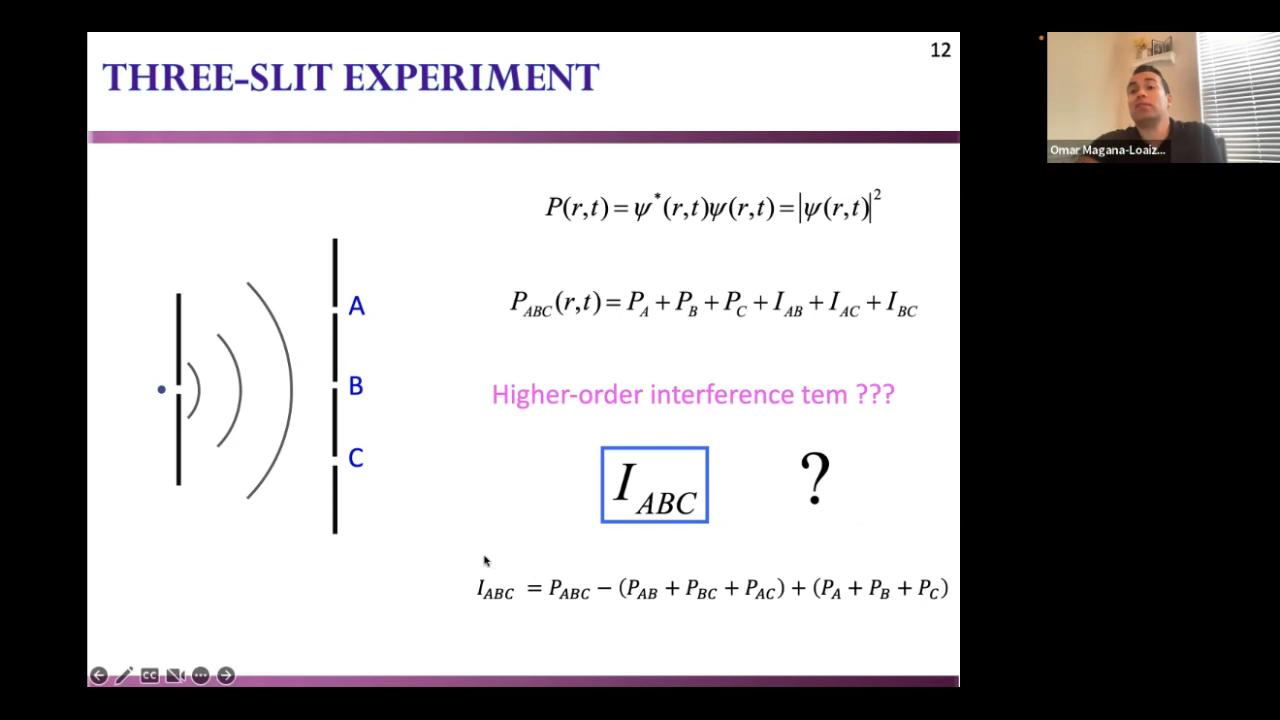 12
THREE-SLIT EXPERIMENT
Omar Magana-Loaiz...
P(r,t) = ψ*(r,t)ψ(r,t) = |ψ(r,t)|²
A
P_ABC(r,t) = P_A + P_B + P_C + I_AB + I_AC + I_BC
B
Higher-order interference tem ???
C
I_ABC ?
I_ABC = P_ABC − (P_AB + P_BC + P_AC) + (P_A + P_B + P_C)
CC